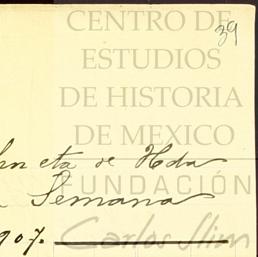 CENTRO DE
39
ESTUDIOS
DE HISTORIA
DE MEXICO
cta de Hda
FUNDACIÓN
Semana
907.
Carlos Slim